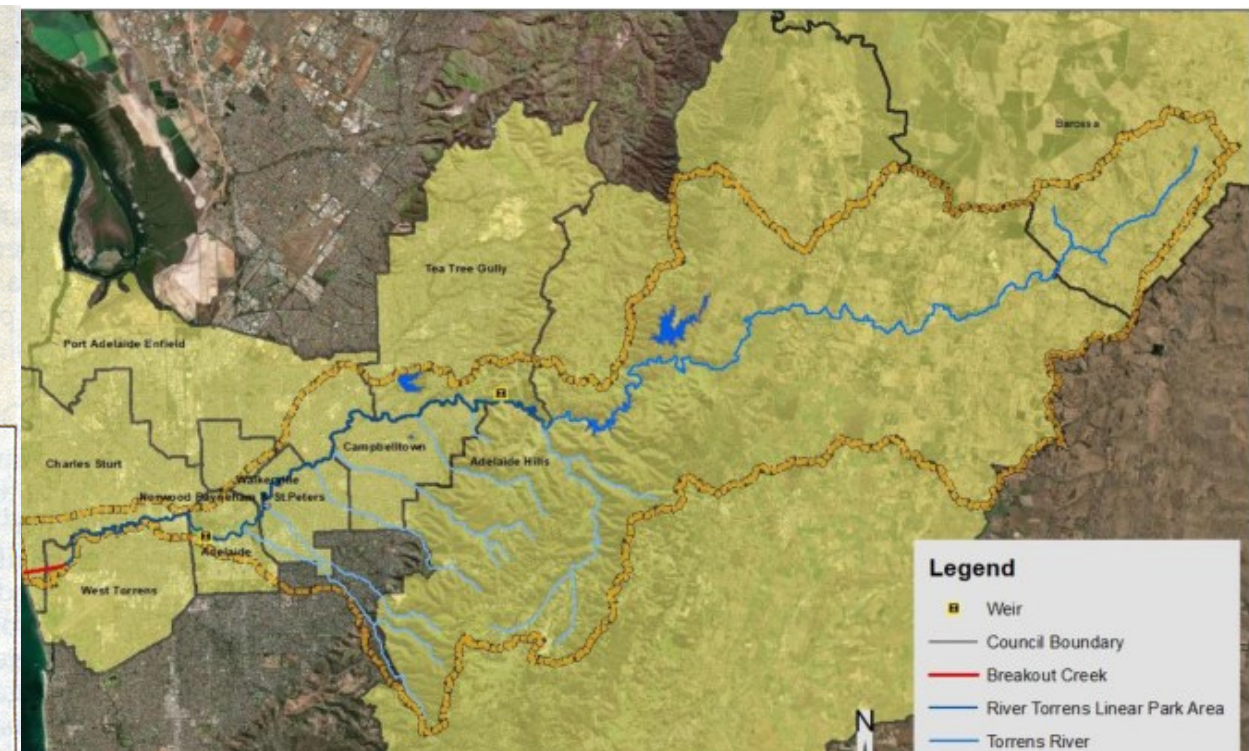 Barossa
Tea Tree Gully
Port Adelaide Enfield
Campbelltown
Charles Sturt
Adelaide Hills
Walkerville
Norwood Payneham & St.Peters
Adelaide
West Torrens
Legend
Weir
Council Boundary
Breakout Creek
River Torrens Linear Park Area
Torrens River
N